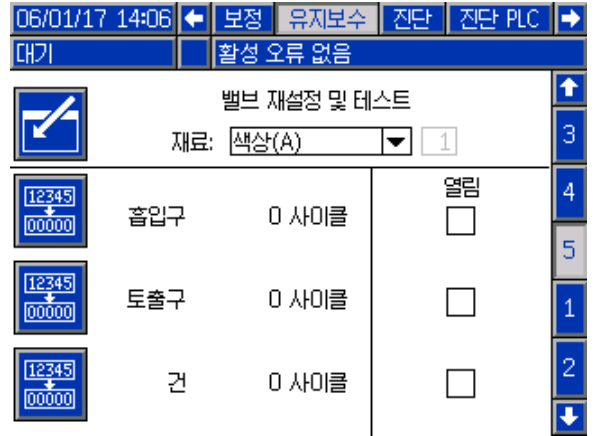 06/01/17 14:06 보정 유지보수 진단 진단 PLC
대기 활성 오류 없음
밸브 재설정 및 테스트
재료: 색상(A) 1
열림
12345
00000
흡입구 0 사이클
12345
00000
토출구 0 사이클
12345
00000
건 0 사이클
3
4
5
1
2